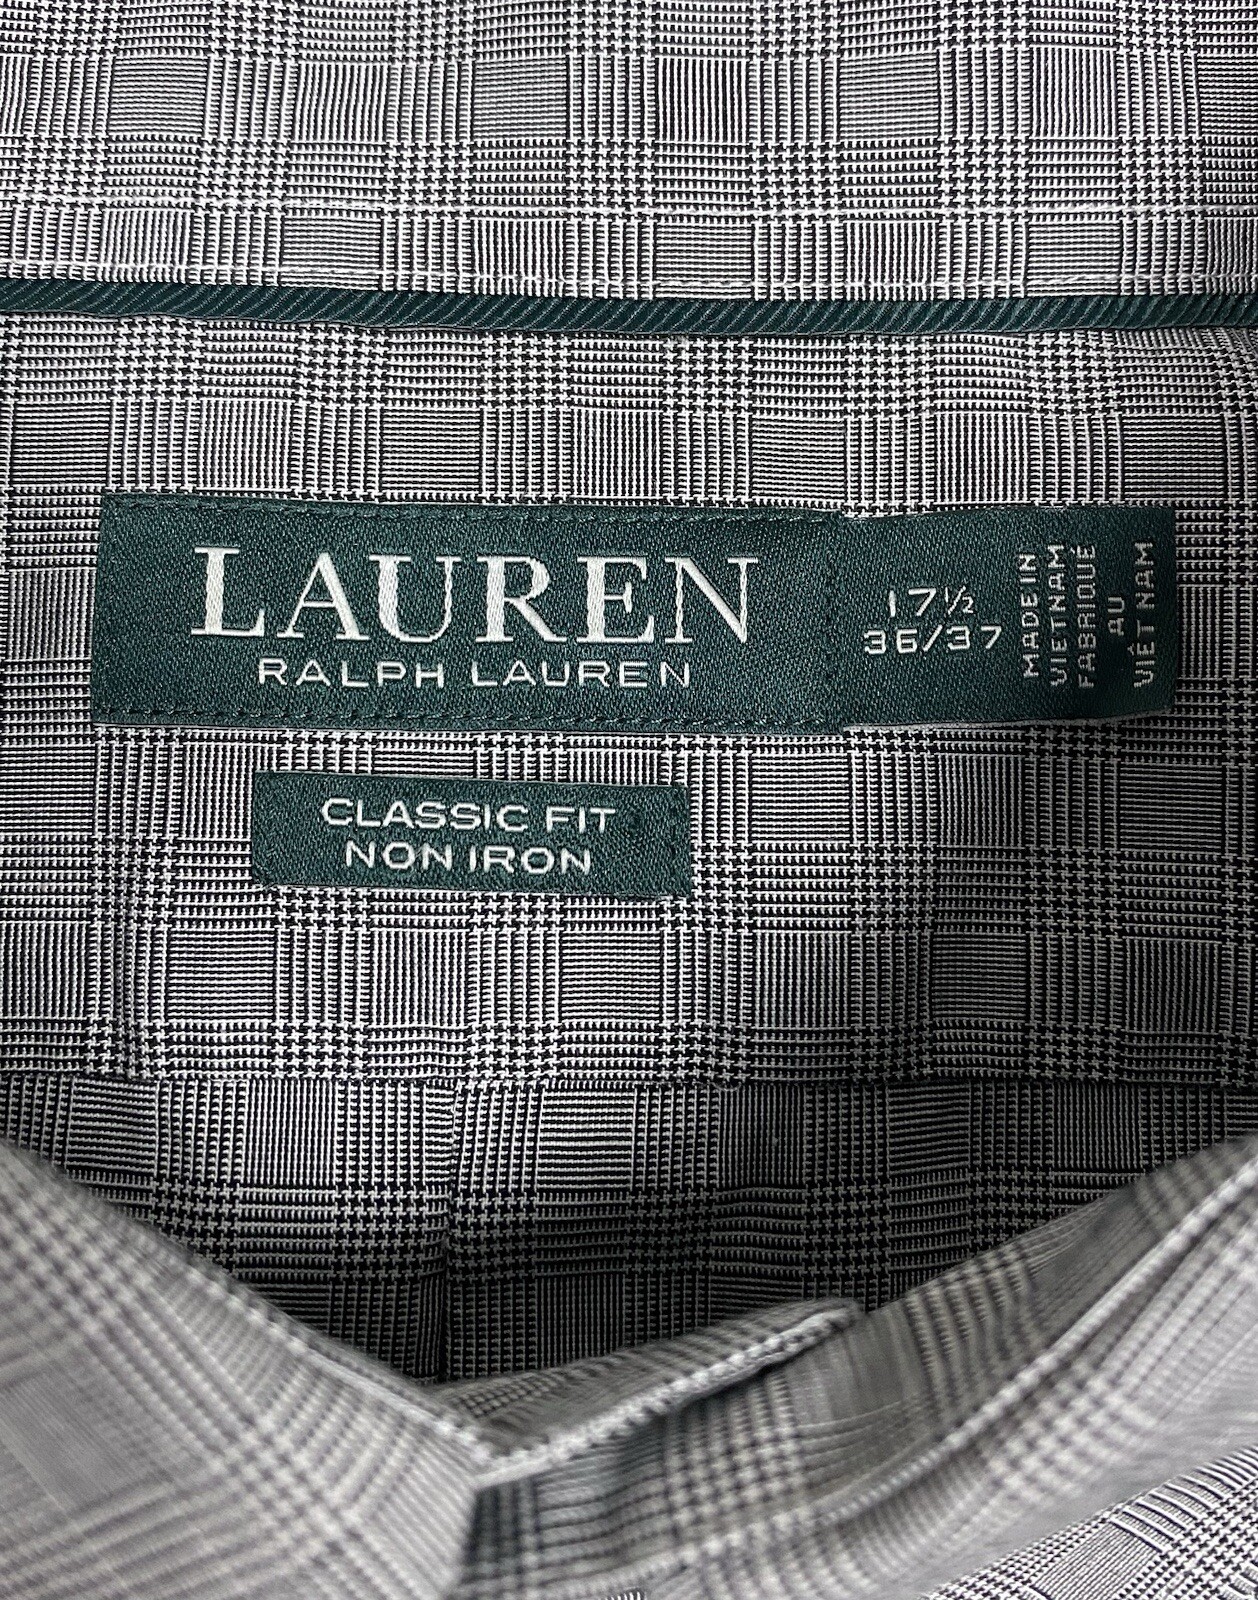 LAUREN
RALPH LAUREN
17½
36/37
MADE IN
VIETNAM
FABRIQUÉ
AU
VIÊT NAM
CLASSIC FIT
NON IRON